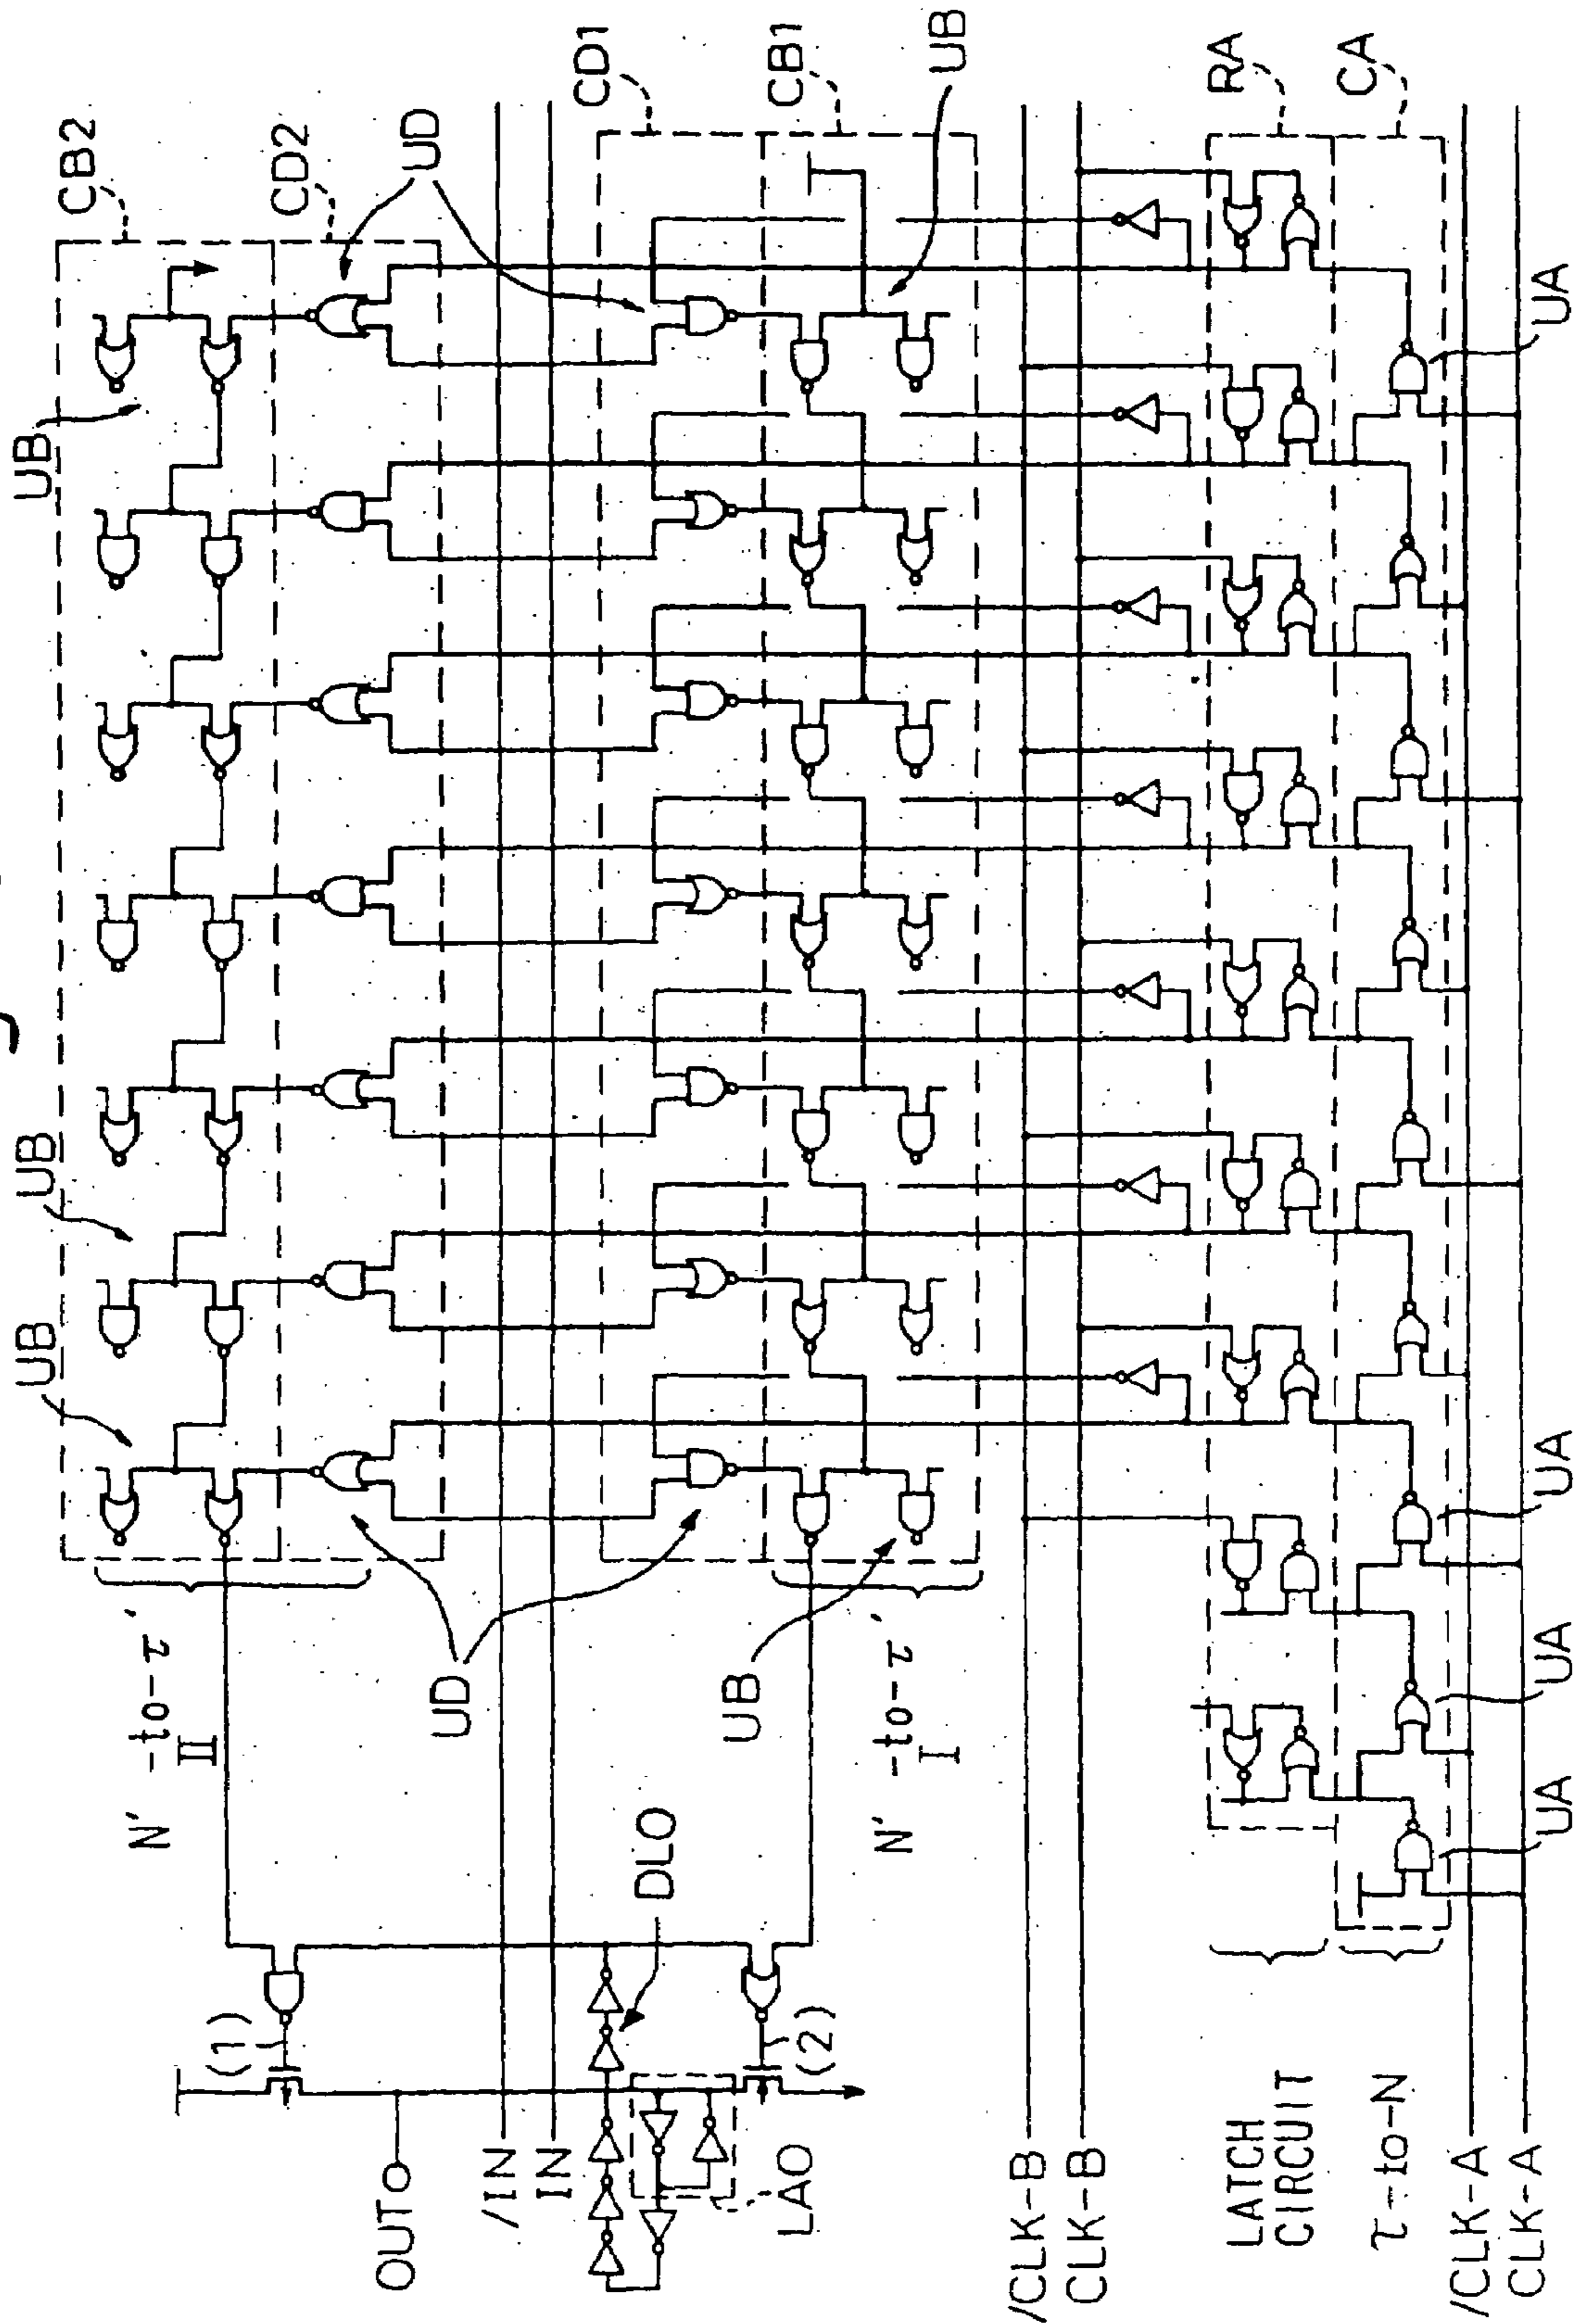 UB
CB2
CD2
UD
CD1
CB1
UB
RA
CA
UB
UB
UD
UB
UA
UA
UA
UA
N'-to-τ'
II
N'-to-τ'
I
DLO
(1)
(2)
OUTo
/IN
IN
LAO
/CLK-B
CLK-B
LATCH
CIRCUIT
τ-to-N
/CLK-A
CLK-A